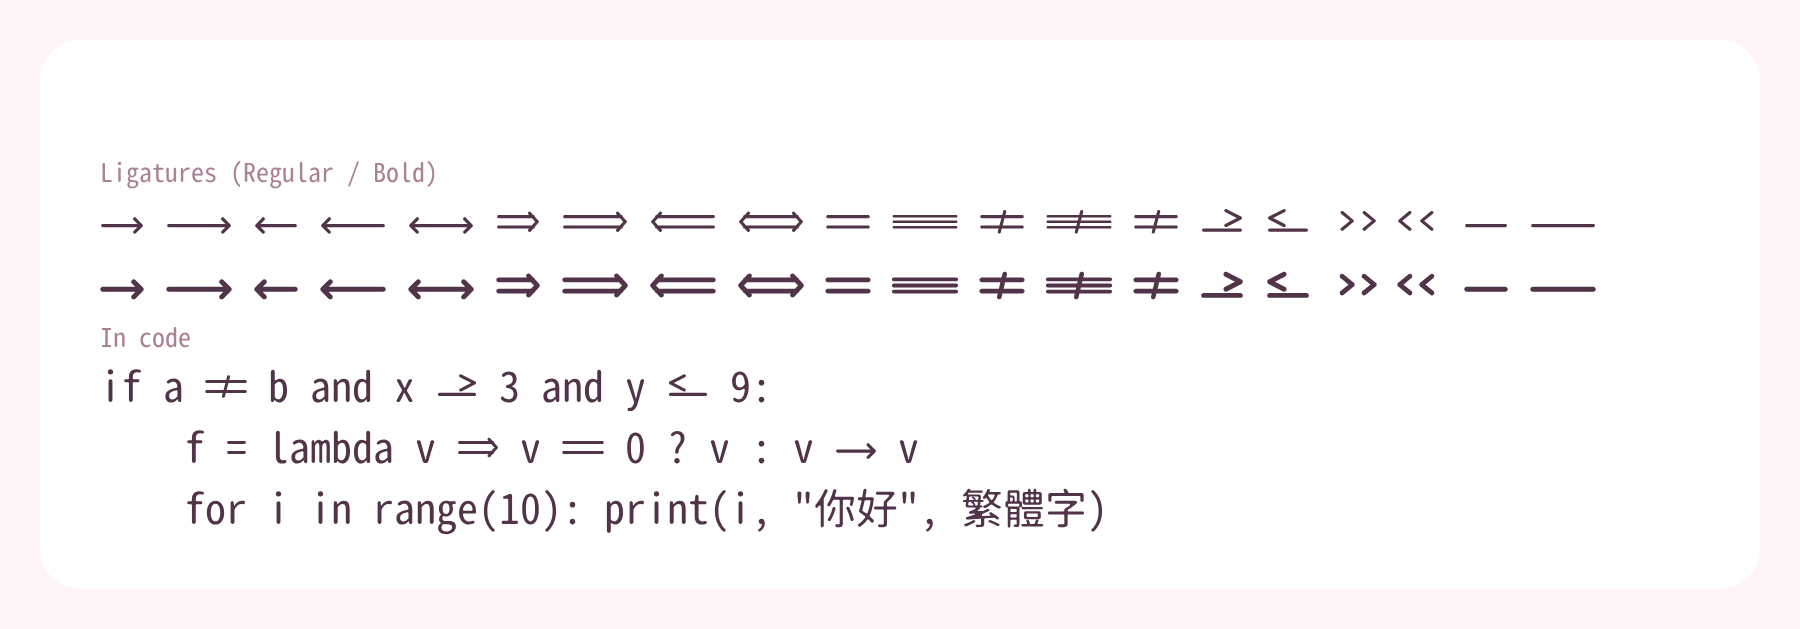 Ligatures (Regular / Bold)
→ ⟶ ← ⟵ ⟷ ⇒ ⟹ ⟸ ⟺ == === != !== != >= <= >> << -- ---
→ ⟶ ← ⟵ ⟷ ⇒ ⟹ ⟸ ⟺ == === != !== != >= <= >> << -- ---
In code
if a != b and x >= 3 and y <= 9:
    f = lambda v => v == 0 ? v : v -> v
    for i in range(10): print(i, "你好", 繁體字)